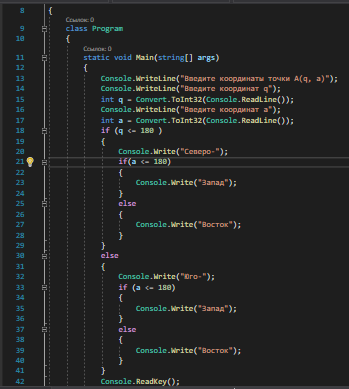 8 {
Ссылок: 0
9 class Program
10 {
Ссылок: 0
11 static void Main(string[] args)
12 {
13 Console.WriteLine("Введите координаты точки A(q, a)");
14 Console.WriteLine("Введите координат q");
15 int q = Convert.ToInt32(Console.ReadLine());
16 Console.WriteLine("Введите координат a");
17 int a = Convert.ToInt32(Console.ReadLine());
18 if (q <= 180 )
19 {
20 Console.Write("Северо-");
21 if(a <= 180)
22 {
23 Console.Write("Запад");
24 }
25 else
26 {
27 Console.Write("Восток");
28 }
29 }
30 else
31 {
32 Console.Write("Юго-");
33 if (a <= 180)
34 {
35 Console.Write("Запад");
36 }
37 else
38 {
39 Console.Write("Восток");
40 }
41 }
42 Console.ReadKey();